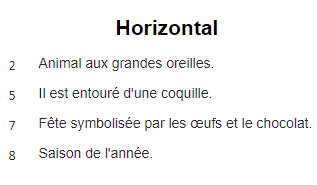 Horizontal
2 Animal aux grandes oreilles.
5 Il est entouré d'une coquille.
7 Fête symbolisée par les œufs et le chocolat.
8 Saison de l'année.